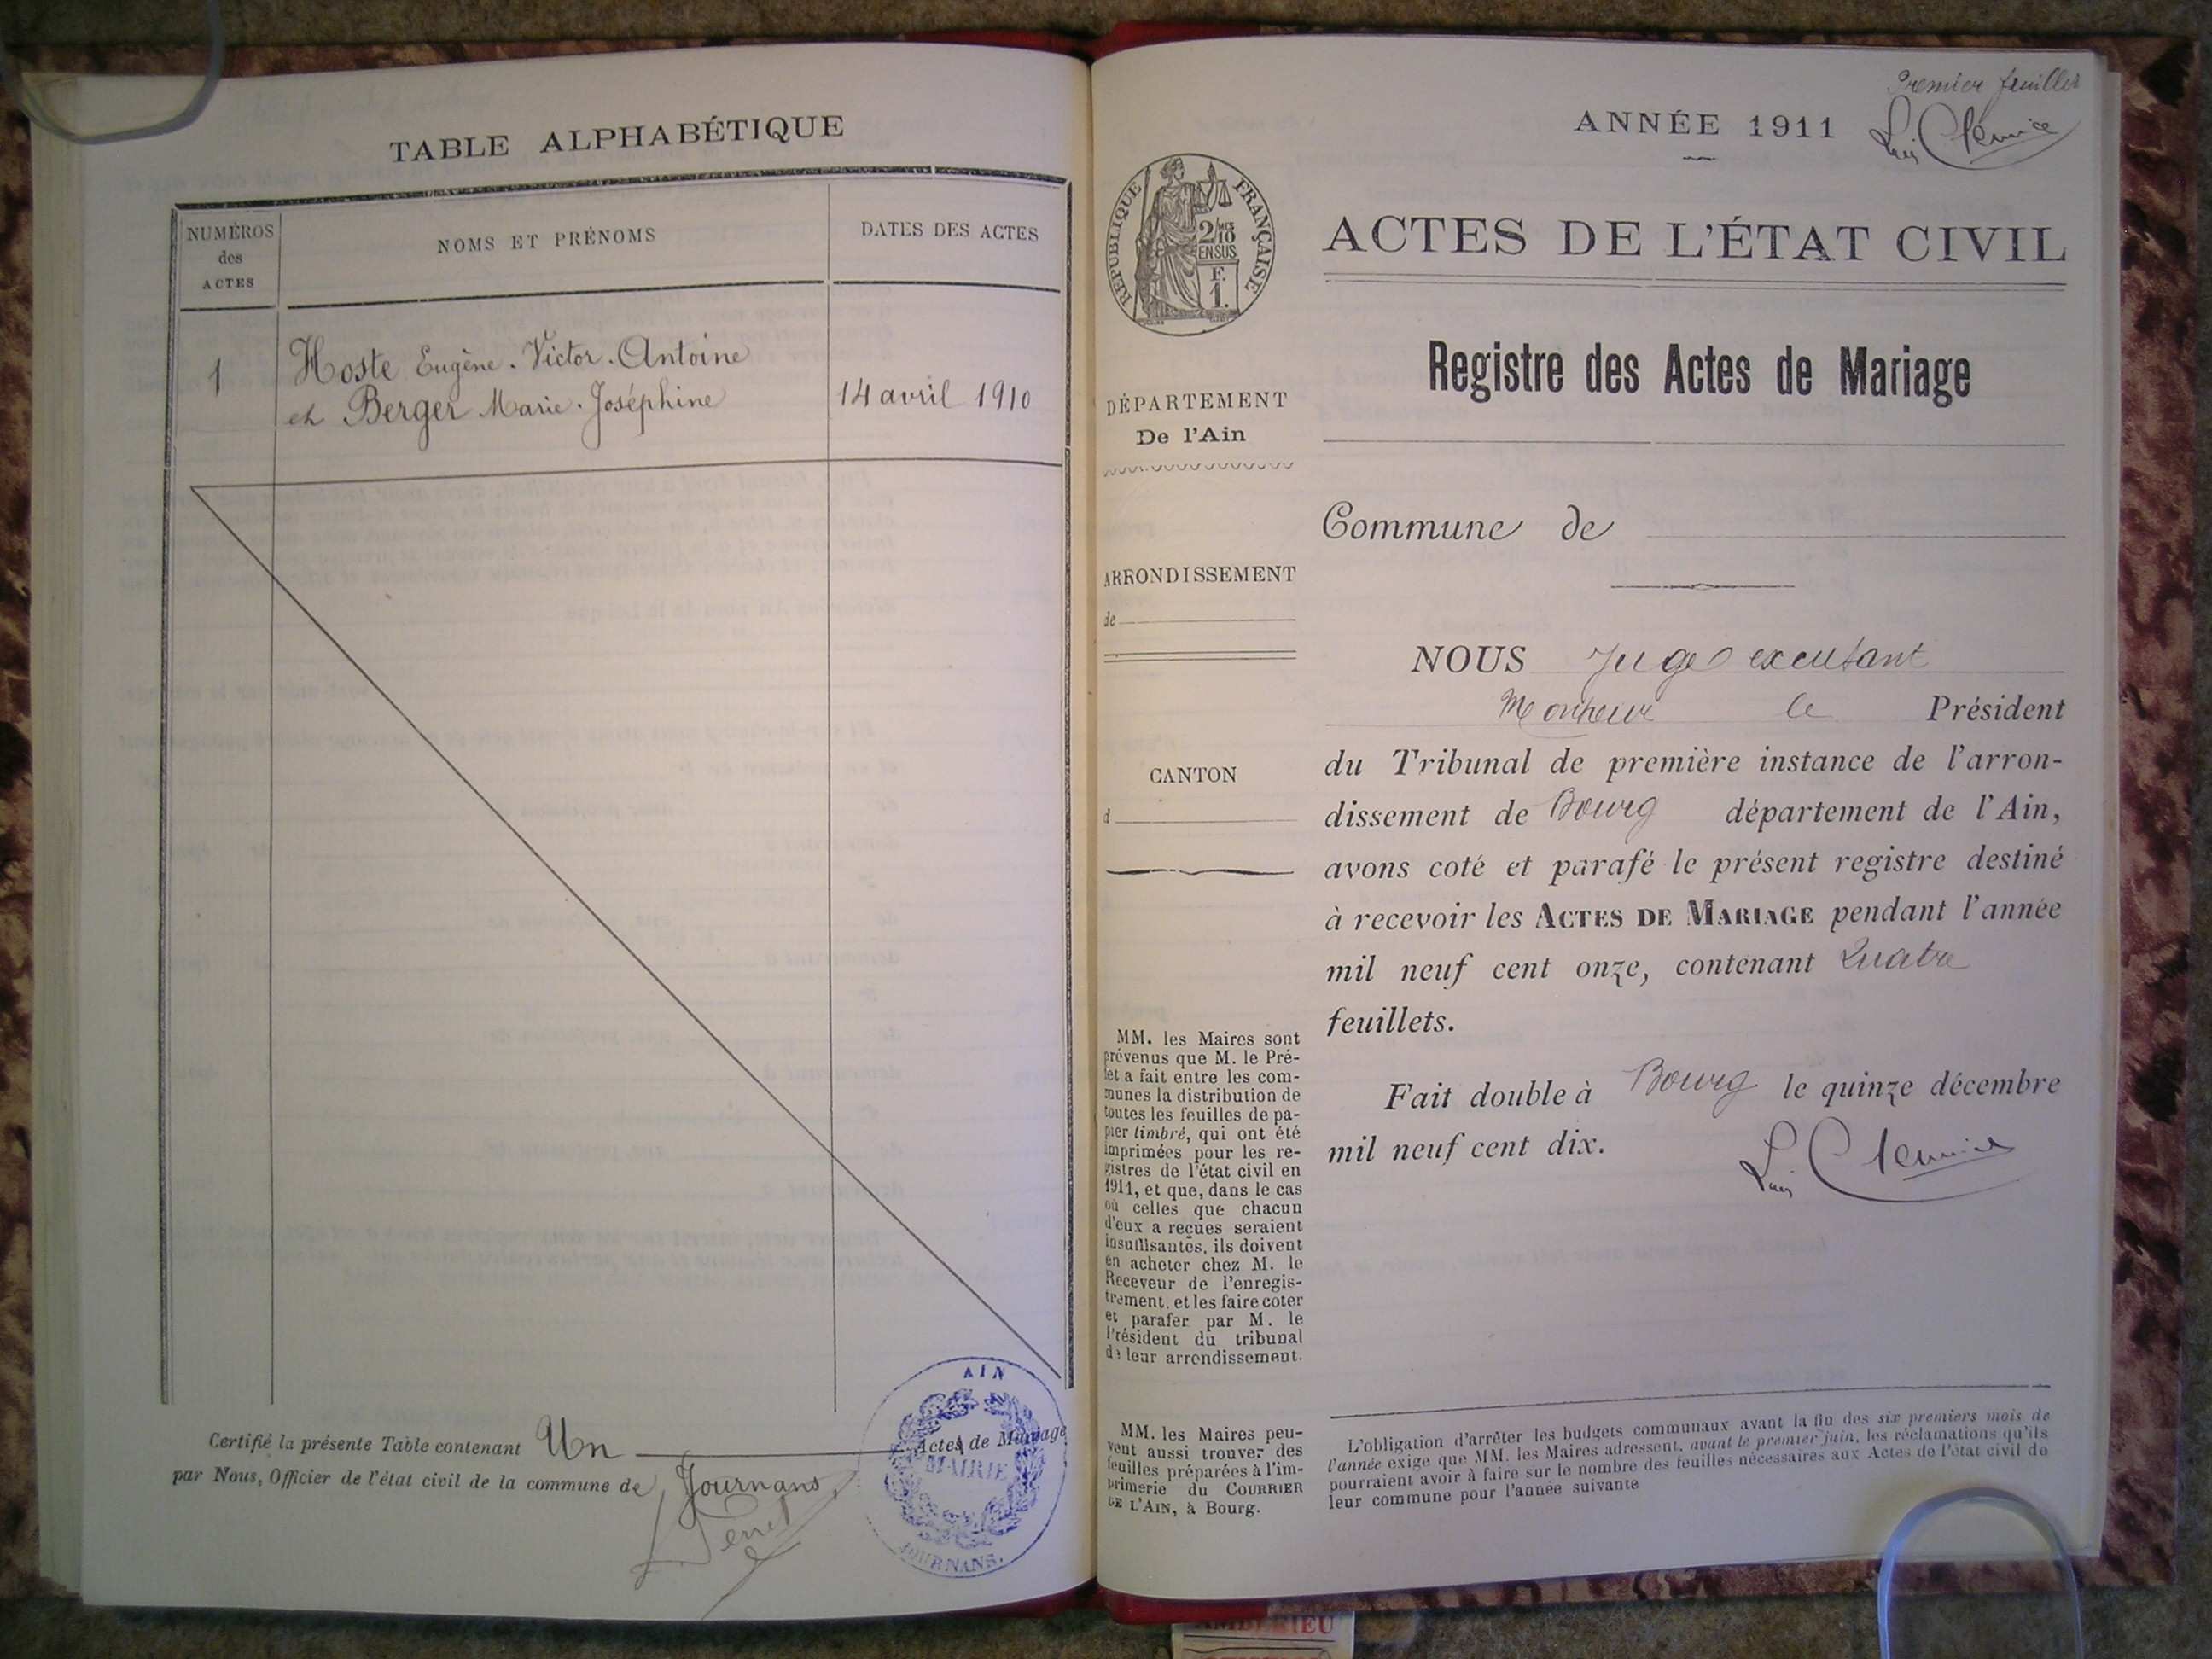 TABLE ALPHABÉTIQUE
NUMÉROS
des
ACTES
NOMS ET PRÉNOMS
DATES DES ACTES
1
Hoste Eugène. Victor. Antoine
et Berger Marie. Joséphine
14 avril 1910
Certifié la présente Table contenant Un Actes de Mariage
par Nous, Officier de l'état civil de la commune de Journans
Perret
AIN
MAIRIE
JOURNANS.
Premier feuillet
ANNÉE 1911
RÉPUBLIQUE FRANÇAISE
2/10
EN SUS
F.
1.
ACTES DE L'ÉTAT CIVIL
Registre des Actes de Mariage
DÉPARTEMENT
De l'Ain
Commune de
ARRONDISSEMENT
de
CANTON
d
NOUS Juge excutant
Monsieur le Président
du Tribunal de première instance de l'arron-
dissement de Bourg département de l'Ain,
avons coté et parafé le présent registre destiné
à recevoir les ACTES DE MARIAGE pendant l'année
mil neuf cent onze, contenant Quatre
feuillets.
Fait double à Bourg le quinze décembre
mil neuf cent dix.
MM. les Maires sont
prévenus que M. le Pré-
fet a fait entre les com-
munes la distribution de
toutes les feuilles de pa-
pier timbré, qui ont été
imprimées pour les re-
gistres de l'état civil en
1911, et que, dans le cas
où celles que chacun
d'eux a reçues seraient
insuffisantes, ils doivent
en acheter chez M. le
Receveur de l'enregis-
trement, et les faire coter
et parafer par M. le
Président du tribunal
de leur arrondissement.
MM. les Maires peu-
vent aussi trouver des
feuilles préparées à l'im-
primerie du COURRIER
DE L'AIN, à Bourg.
L'obligation d'arrêter les budgets communaux avant la fin des six premiers mois de
l'année exige que MM. les Maires adressent, avant le premier juin, les réclamations qu'ils
pourraient avoir à faire sur le nombre des feuilles nécessaires aux Actes de l'état civil de
leur commune pour l'année suivante
AMBERIEU